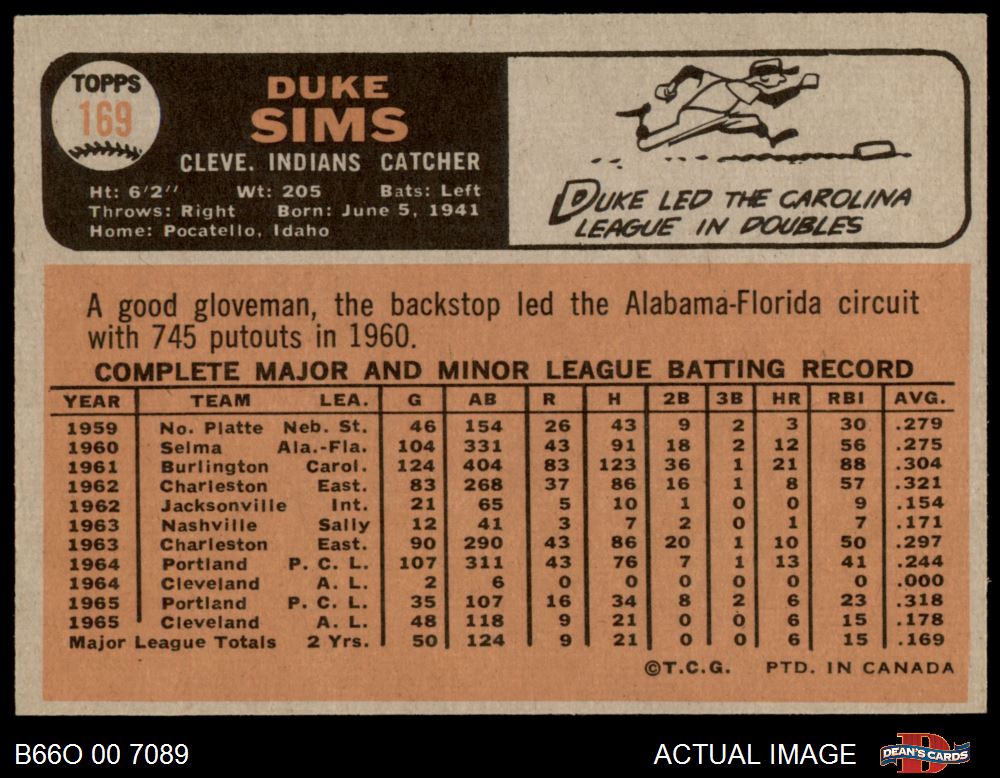 TOPPS
169
DUKE
SIMS
CLEVE. INDIANS CATCHER
Ht: 6'2" Wt: 205 Bats: Left
Throws: Right Born: June 5, 1941
Home: Pocatello, Idaho
DUKE LED THE CAROLINA
LEAGUE IN DOUBLES
A good gloveman, the backstop led the Alabama-Florida circuit
with 745 putouts in 1960.
COMPLETE MAJOR AND MINOR LEAGUE BATTING RECORD
YEAR TEAM LEA. G AB R H 2B 3B HR RBI AVG.
1959 No. Platte Neb. St. 46 154 26 43 9 2 3 30 .279
1960 Selma Ala.-Fla. 104 331 43 91 18 2 12 56 .275
1961 Burlington Carol. 124 404 83 123 36 1 21 88 .304
1962 Charleston East. 83 268 37 86 16 1 8 57 .321
1962 Jacksonville Int. 21 65 5 10 1 0 0 9 .154
1963 Nashville Sally 12 41 3 7 2 0 1 7 .171
1963 Charleston East. 90 290 43 86 20 1 10 50 .297
1964 Portland P. C. L. 107 311 43 76 7 1 13 41 .244
1964 Cleveland A. L. 2 6 0 0 0 0 0 0 .000
1965 Portland P. C. L. 35 107 16 34 8 2 6 23 .318
1965 Cleveland A. L. 48 118 9 21 0 0 6 15 .178
Major League Totals 2 Yrs. 50 124 9 21 0 0 6 15 .169
©T.C.G. PTD. IN CANADA
B66O 00 7089 ACTUAL IMAGE DEAN'S CARDS